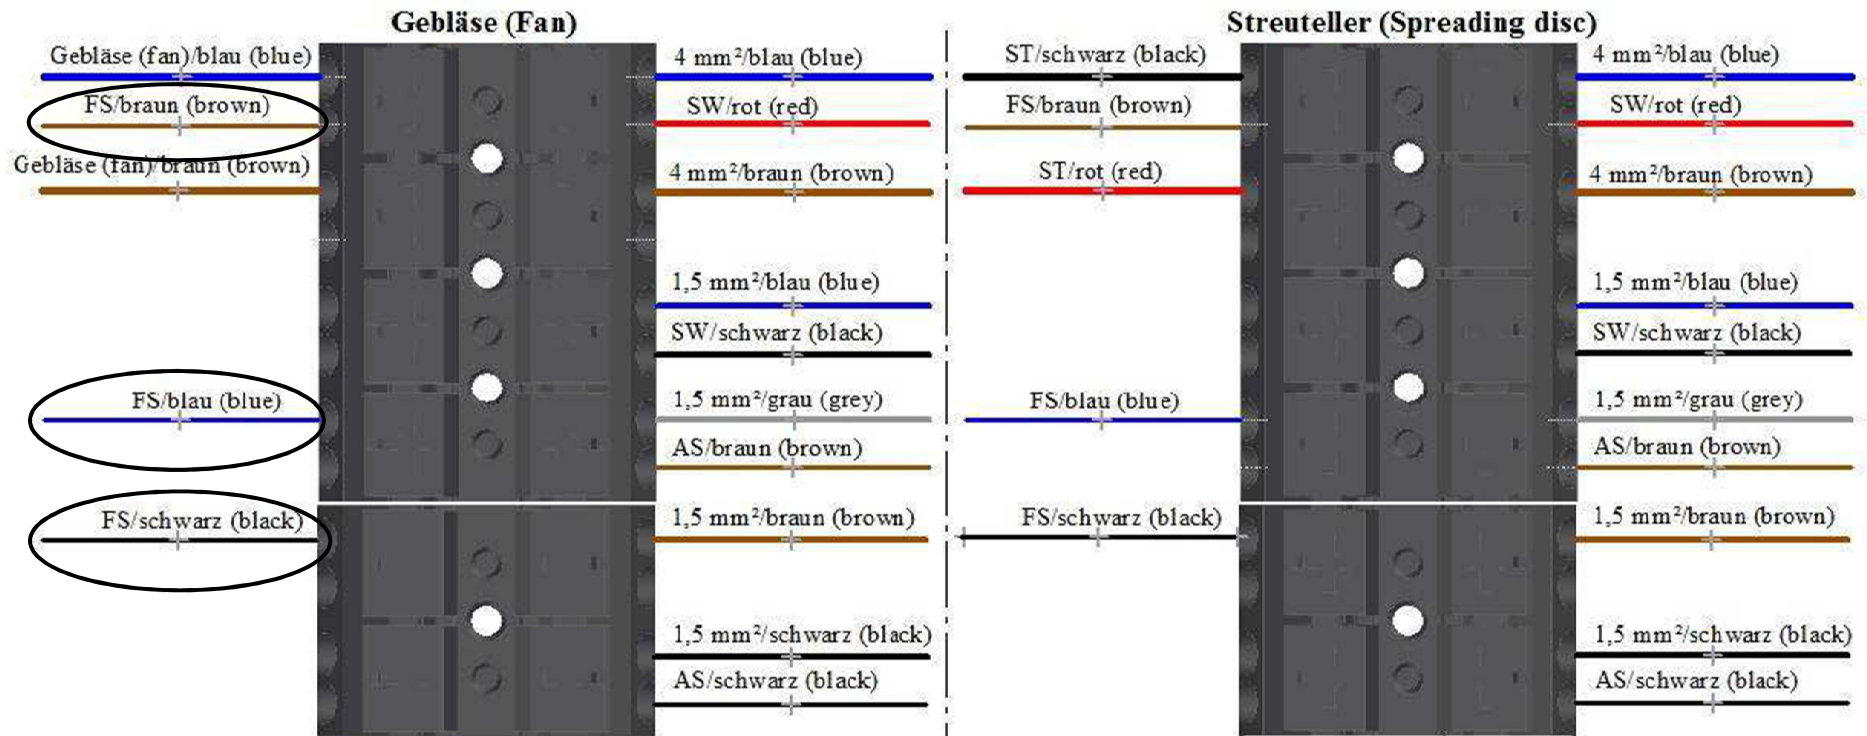 Gebläse (Fan)
Gebläse (fan)/blau (blue)
FS/braun (brown)
Gebläse (fan)/braun (brown)
FS/blau (blue)
FS/schwarz (black)
4 mm²/blau (blue)
SW/rot (red)
4 mm²/braun (brown)
1,5 mm²/blau (blue)
SW/schwarz (black)
1,5 mm²/grau (grey)
AS/braun (brown)
1,5 mm²/braun (brown)
1,5 mm²/schwarz (black)
AS/schwarz (black)
Streuteller (Spreading disc)
ST/schwarz (black)
FS/braun (brown)
ST/rot (red)
FS/blau (blue)
FS/schwarz (black)
4 mm²/blau (blue)
SW/rot (red)
4 mm²/braun (brown)
1,5 mm²/blau (blue)
SW/schwarz (black)
1,5 mm²/grau (grey)
AS/braun (brown)
1,5 mm²/braun (brown)
1,5 mm²/schwarz (black)
AS/schwarz (black)